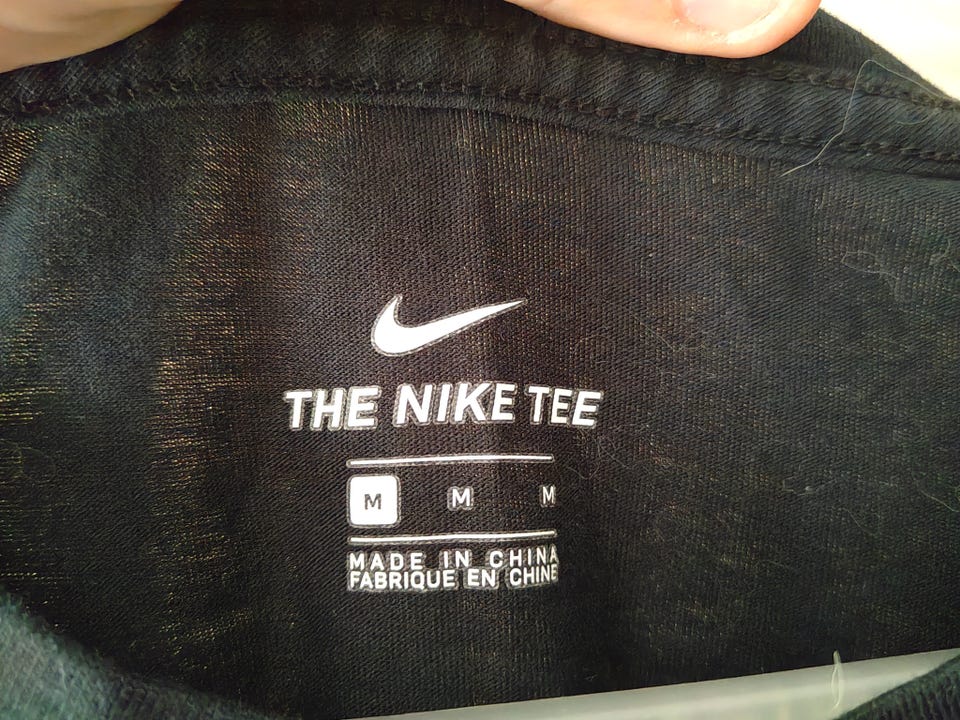 THE NIKE TEE
M M M
MADE IN CHINA
FABRIQUE EN CHINE